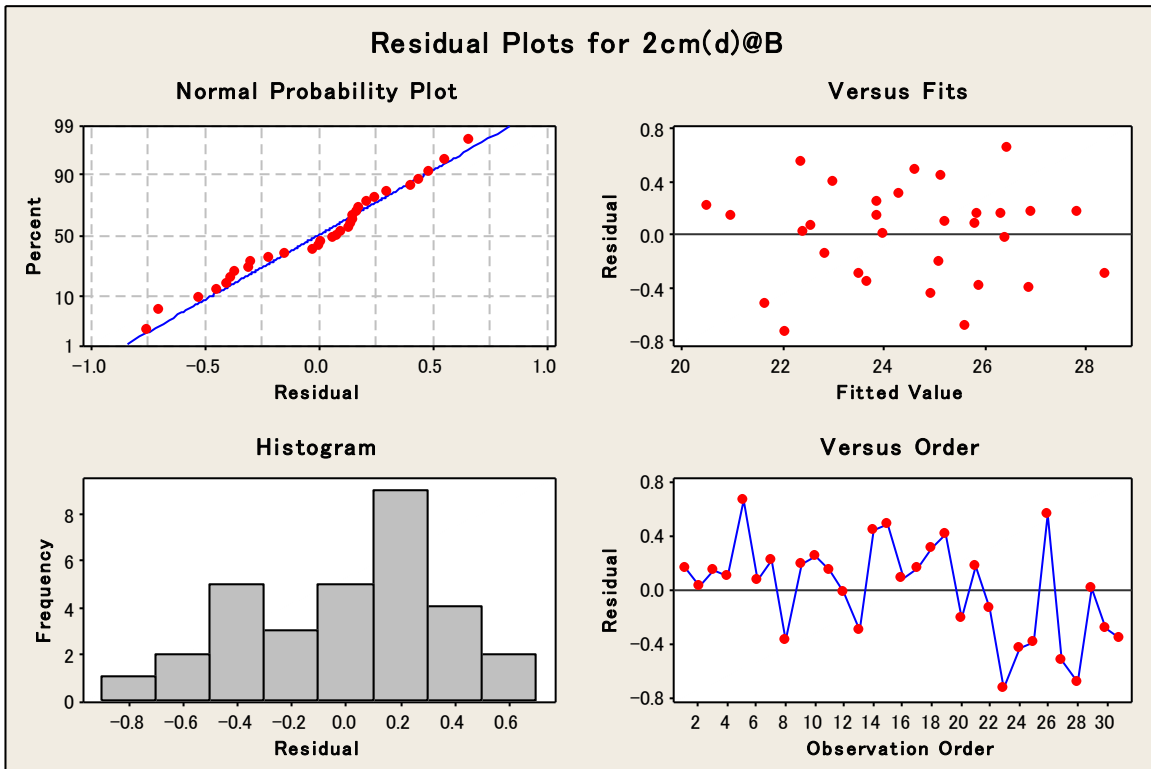 Residual Plots for 2cm(d)@B
Normal Probability Plot
99
90
50
10
1
Percent
−1.0 −0.5 0.0 0.5 1.0
Residual
Versus Fits
0.8
0.4
0.0
−0.4
−0.8
Residual
20 22 24 26 28
Fitted Value
Histogram
8
6
4
2
0
Frequency
−0.8 −0.6 −0.4 −0.2 0.0 0.2 0.4 0.6
Residual
Versus Order
0.8
0.4
0.0
−0.4
−0.8
Residual
2 4 6 8 10 12 14 16 18 20 22 24 26 28 30
Observation Order